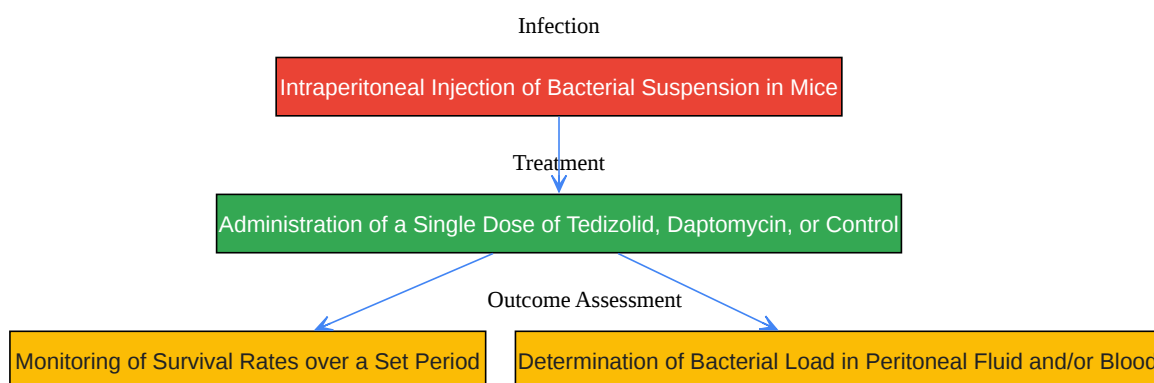 Infection
Intraperitoneal Injection of Bacterial Suspension in Mice
Treatment
Administration of a Single Dose of Tedizolid, Daptomycin, or Control
Outcome Assessment
Monitoring of Survival Rates over a Set Period
Determination of Bacterial Load in Peritoneal Fluid and/or Blood